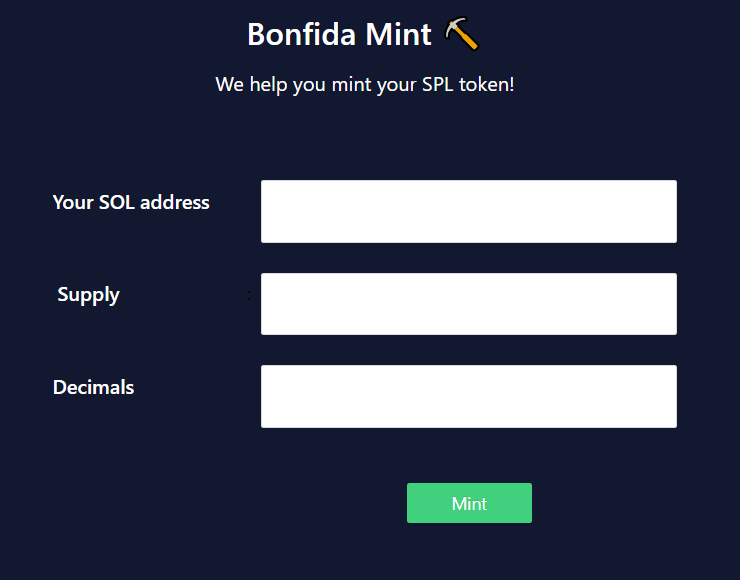 Bonfida Mint
We help you mint your SPL token!
Your SOL address
Supply :
Decimals
Mint